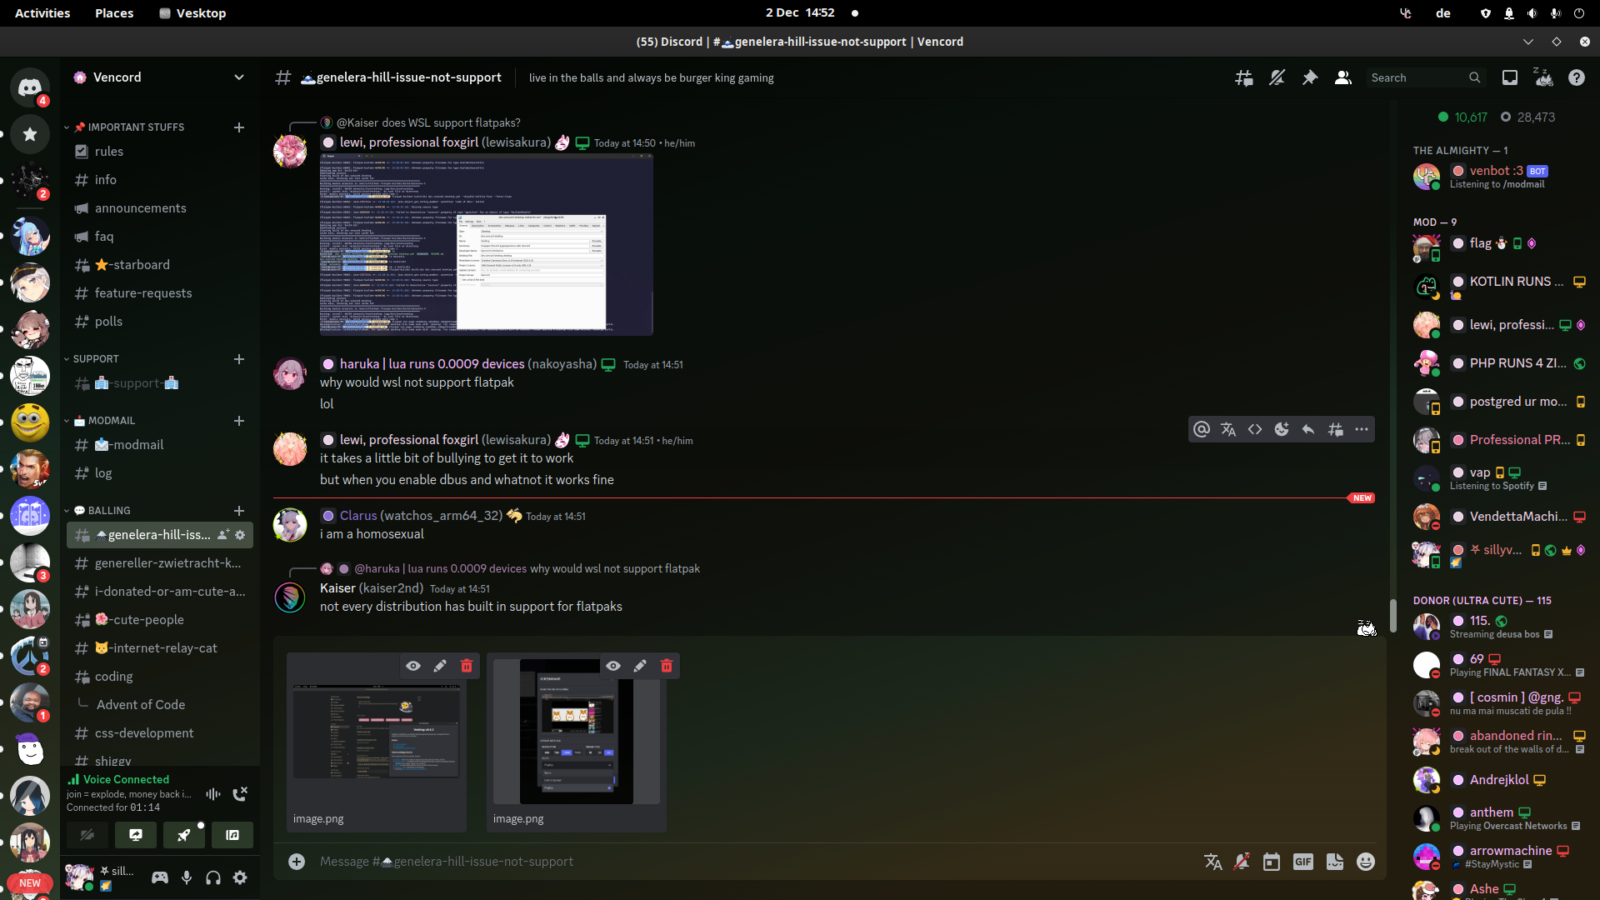 Activities Places Vesktop
2 Dec 14:52
de
(55) Discord | #genelera-hill-issue-not-support | Vencord
Vencord
genelera-hill-issue-not-support
live in the balls and always be burger king gaming
Search
IMPORTANT STUFFS
rules
info
announcements
faq
-starboard
feature-requests
polls
SUPPORT
-support-
MODMAIL
-modmail
log
BALLING
genelera-hill-iss...
genereller-zwietracht-k...
i-donated-or-am-cute-a...
-cute-people
-internet-relay-cat
coding
Advent of Code
css-development
shiggy
Voice Connected
join = explode, money back i...
Connected for 01:14
sill...
NEW
4
2
3
2
1
@Kaiser does WSL support flatpaks?
lewi, professional foxgirl (lewisakura) Today at 14:50 • he/him
haruka | lua runs 0.0009 devices (nakoyasha) Today at 14:51
why would wsl not support flatpak
lol
lewi, professional foxgirl (lewisakura) Today at 14:51 • he/him
it takes a little bit of bullying to get it to work
but when you enable dbus and whatnot it works fine
NEW
Clarus (watchos_arm64_32) Today at 14:51
i am a homosexual
@haruka | lua runs 0.0009 devices why would wsl not support flatpak
Kaiser (kaiser2nd) Today at 14:51
not every distribution has built in support for flatpaks
image.png
image.png
Message #genelera-hill-issue-not-support
GIF
10,617 28,473
THE ALMIGHTY — 1
venbot :3 BOT
Listening to /modmail
MOD — 9
flag
KOTLIN RUNS ...
lewi, professi...
PHP RUNS 4 ZI...
postgred ur mo...
Professional PR...
vap
Listening to Spotify
VendettaMachi...
sillyv...
DONOR (ULTRA CUTE) — 115
115.
Streaming deusa bos
69
Playing FINAL FANTASY X...
[ cosmin ] @gng.
nu ma mai muscati de pula !!
abandoned rin...
break out of the walls of d...
Andrejklol
anthem
Playing Overcast Networks
arrowmachine
#StayMystic
Ashe